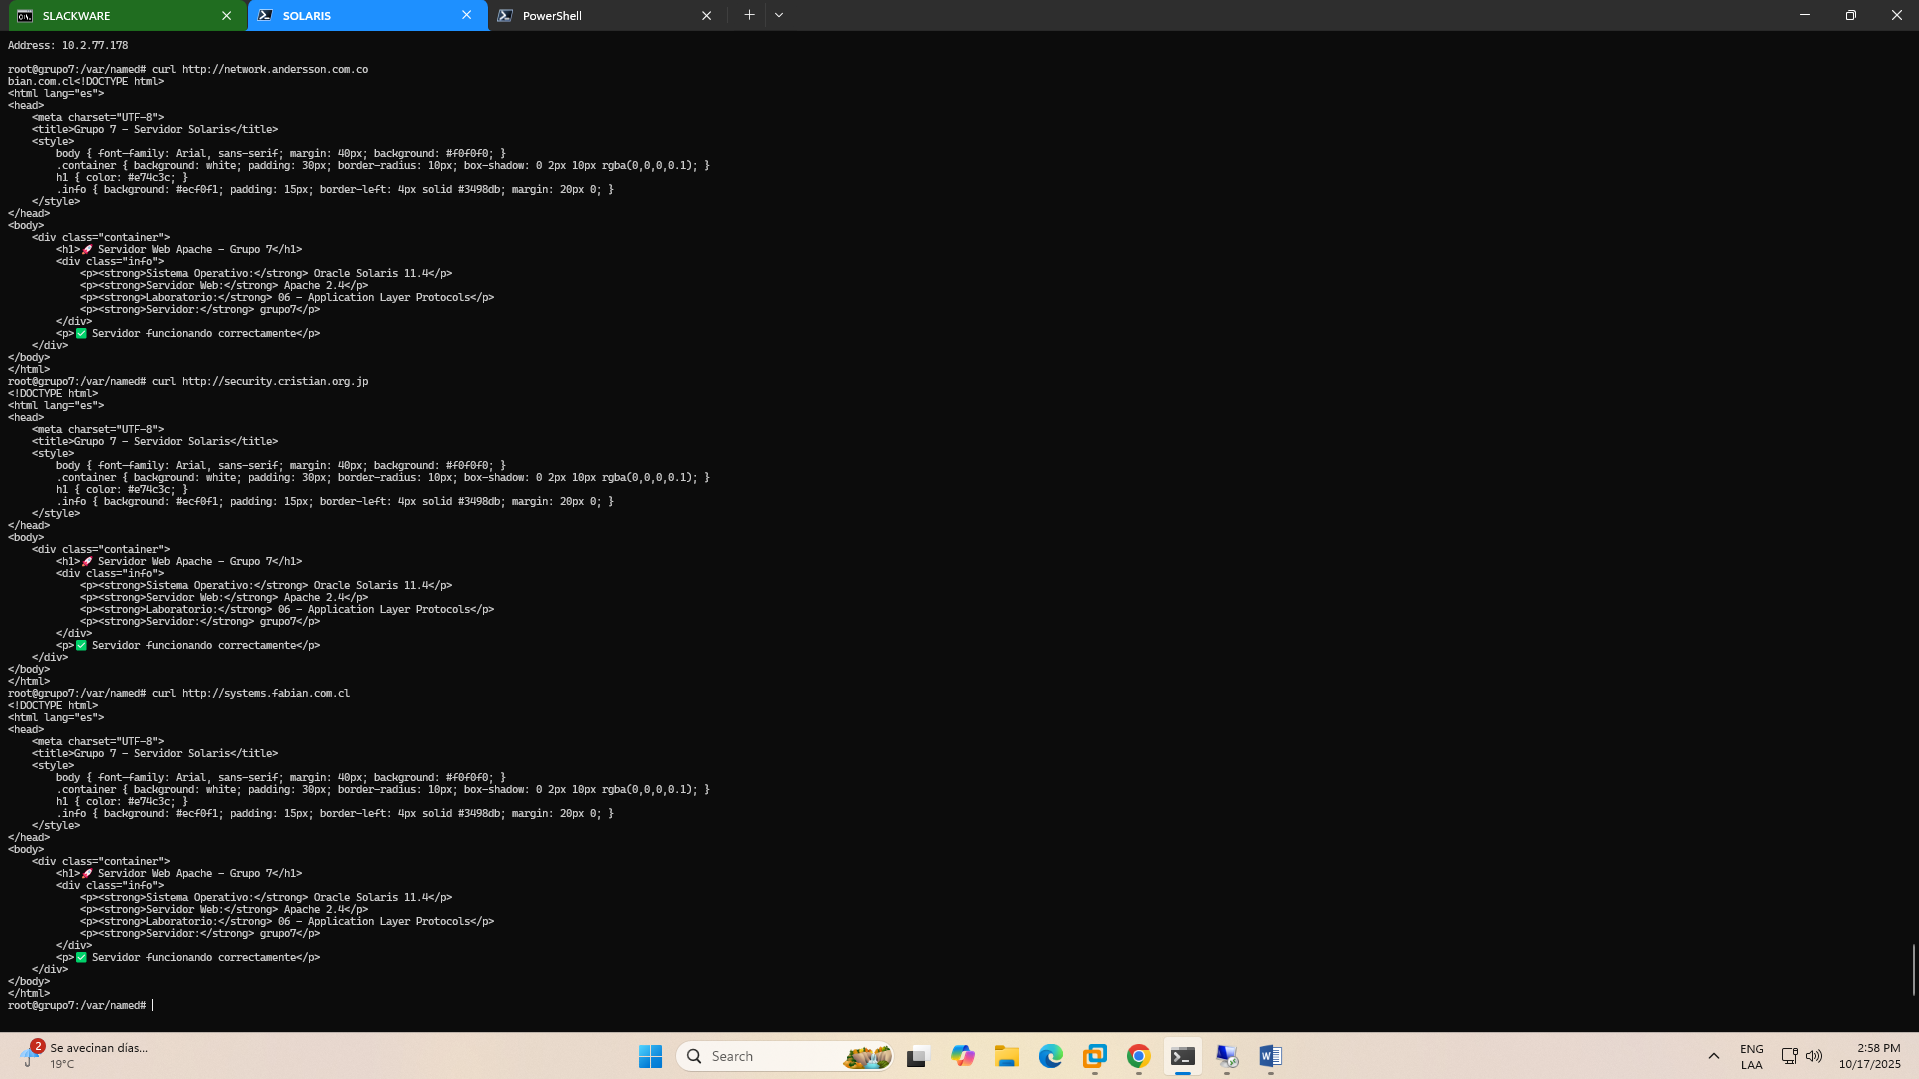 SLACKWARE
SOLARIS
PowerShell
Address: 10.2.77.178
root@grupo7:/var/named# curl http://network.andersson.com.co
bian.com.cl<!DOCTYPE html>
<html lang="es">
<head>
    <meta charset="UTF-8">
    <title>Grupo 7 - Servidor Solaris</title>
    <style>
        body { font-family: Arial, sans-serif; margin: 40px; background: #f0f0f0; }
        .container { background: white; padding: 30px; border-radius: 10px; box-shadow: 0 2px 10px rgba(0,0,0,0.1); }
        h1 { color: #e74c3c; }
        .info { background: #ecf0f1; padding: 15px; border-left: 4px solid #3498db; margin: 20px 0; }
    </style>
</head>
<body>
    <div class="container">
        <h1>🚀 Servidor Web Apache - Grupo 7</h1>
        <div class="info">
            <p><strong>Sistema Operativo:</strong> Oracle Solaris 11.4</p>
            <p><strong>Servidor Web:</strong> Apache 2.4</p>
            <p><strong>Laboratorio:</strong> 06 - Application Layer Protocols</p>
            <p><strong>Servidor:</strong> grupo7</p>
        </div>
        <p>✅ Servidor funcionando correctamente</p>
    </div>
</body>
</html>
root@grupo7:/var/named# curl http://security.cristian.org.jp
<!DOCTYPE html>
<html lang="es">
<head>
    <meta charset="UTF-8">
    <title>Grupo 7 - Servidor Solaris</title>
    <style>
        body { font-family: Arial, sans-serif; margin: 40px; background: #f0f0f0; }
        .container { background: white; padding: 30px; border-radius: 10px; box-shadow: 0 2px 10px rgba(0,0,0,0.1); }
        h1 { color: #e74c3c; }
        .info { background: #ecf0f1; padding: 15px; border-left: 4px solid #3498db; margin: 20px 0; }
    </style>
</head>
<body>
    <div class="container">
        <h1>🚀 Servidor Web Apache - Grupo 7</h1>
        <div class="info">
            <p><strong>Sistema Operativo:</strong> Oracle Solaris 11.4</p>
            <p><strong>Servidor Web:</strong> Apache 2.4</p>
            <p><strong>Laboratorio:</strong> 06 - Application Layer Protocols</p>
            <p><strong>Servidor:</strong> grupo7</p>
        </div>
        <p>✅ Servidor funcionando correctamente</p>
    </div>
</body>
</html>
root@grupo7:/var/named# curl http://systems.fabian.com.cl
<!DOCTYPE html>
<html lang="es">
<head>
    <meta charset="UTF-8">
    <title>Grupo 7 - Servidor Solaris</title>
    <style>
        body { font-family: Arial, sans-serif; margin: 40px; background: #f0f0f0; }
        .container { background: white; padding: 30px; border-radius: 10px; box-shadow: 0 2px 10px rgba(0,0,0,0.1); }
        h1 { color: #e74c3c; }
        .info { background: #ecf0f1; padding: 15px; border-left: 4px solid #3498db; margin: 20px 0; }
    </style>
</head>
<body>
    <div class="container">
        <h1>🚀 Servidor Web Apache - Grupo 7</h1>
        <div class="info">
            <p><strong>Sistema Operativo:</strong> Oracle Solaris 11.4</p>
            <p><strong>Servidor Web:</strong> Apache 2.4</p>
            <p><strong>Laboratorio:</strong> 06 - Application Layer Protocols</p>
            <p><strong>Servidor:</strong> grupo7</p>
        </div>
        <p>✅ Servidor funcionando correctamente</p>
    </div>
</body>
</html>
root@grupo7:/var/named#
2
Se avecinan días...
19°C
Search
ENG
LAA
2:58 PM
10/17/2025